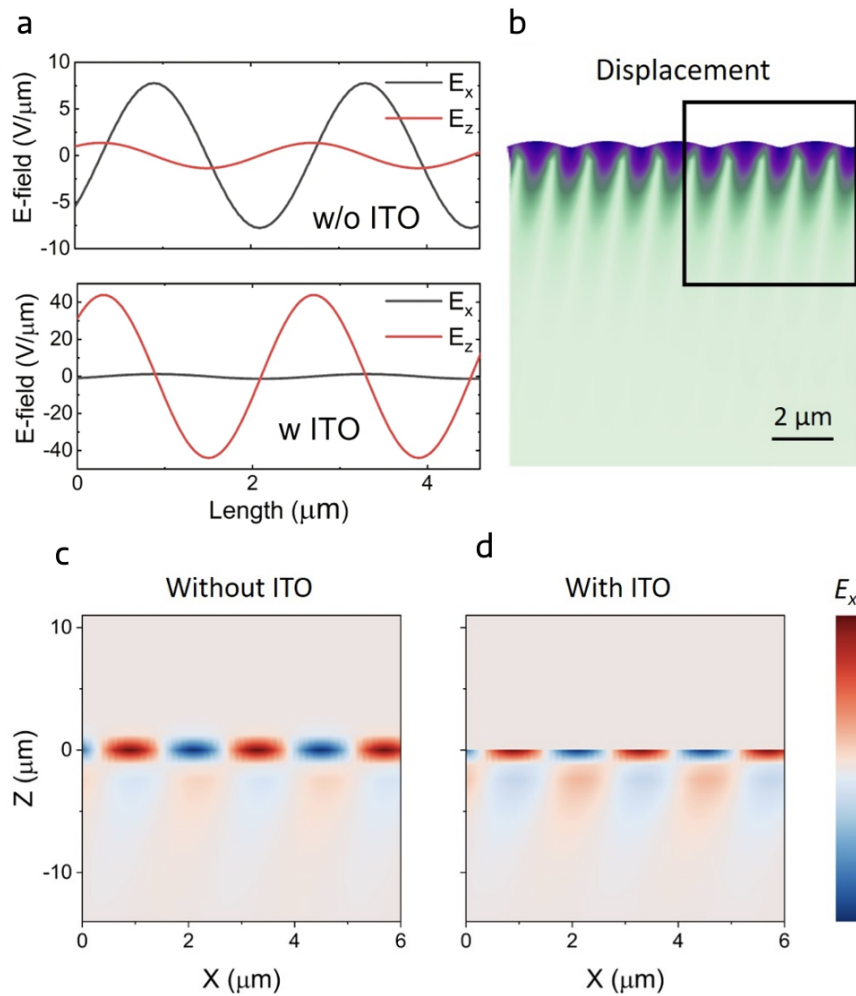 a
E-field (V/μm)
10
5
0
-5
-10
Eₓ
E_z
w/o ITO
E-field (V/μm)
40
20
0
-20
-40
Eₓ
E_z
w ITO
0
2
4
Length (μm)
b
Displacement
2 μm
c
Without ITO
Z (μm)
10
0
-10
0
2
4
6
X (μm)
d
With ITO
0
2
4
6
X (μm)
Eₓ